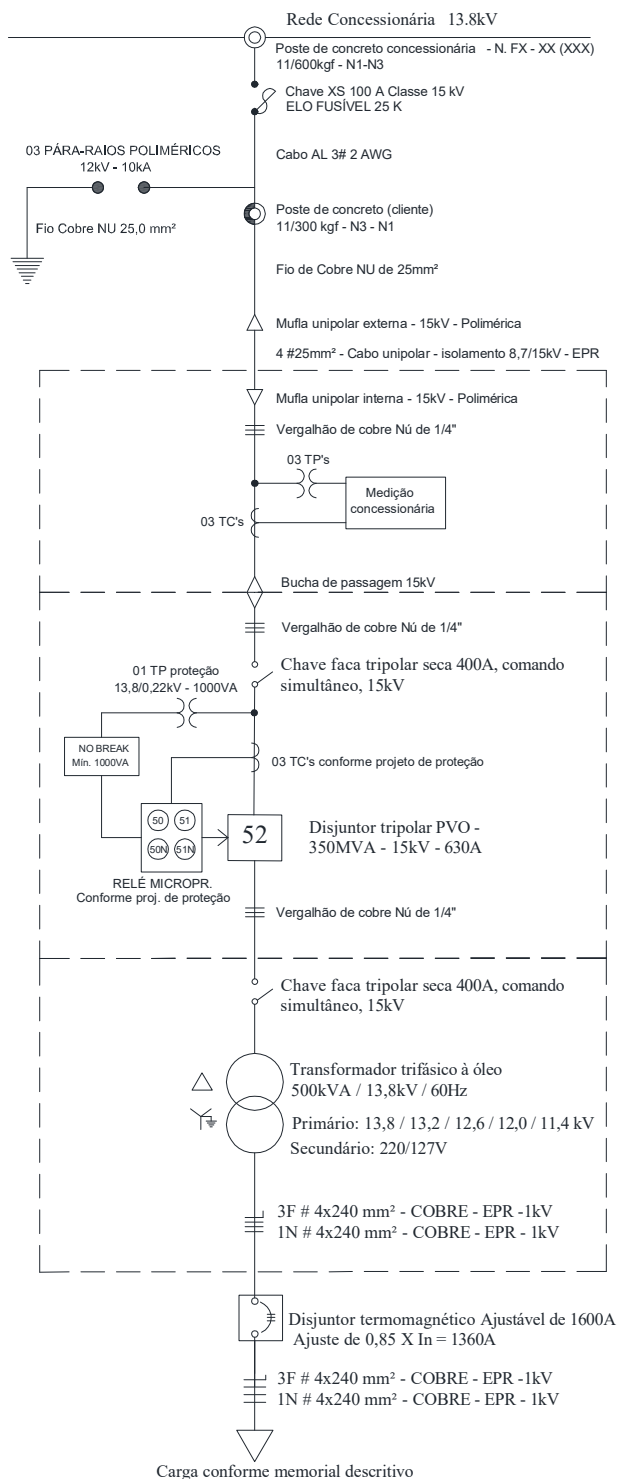 Rede Concessionária 13.8kV
Poste de concreto concessionária - N. FX - XX (XXX)
11/600kgf - N1-N3
Chave XS 100 A Classe 15 kV
ELO FUSÍVEL 25 K
03 PÁRA-RAIOS POLIMÉRICOS
12kV - 10kA
Cabo AL 3# 2 AWG
Fio Cobre NU 25,0 mm²
Poste de concreto (cliente)
11/300 kgf - N3 - N1
Fio de Cobre NU de 25mm²
Mufla unipolar externa - 15kV - Polimérica
4 #25mm² - Cabo unipolar - isolamento 8,7/15kV - EPR
Mufla unipolar interna - 15kV - Polimérica
Vergalhão de cobre Nú de 1/4"
03 TP's
Medição
concessionária
03 TC's
Bucha de passagem 15kV
Vergalhão de cobre Nú de 1/4"
01 TP proteção
13,8/0,22kV - 1000VA
Chave faca tripolar seca 400A, comando
simultâneo, 15kV
NO BREAK
Mín. 1000VA
03 TC's conforme projeto de proteção
50 51
50N 51N
52
Disjuntor tripolar PVO -
350MVA - 15kV - 630A
RELÉ MICROPR.
Conforme proj. de proteção
Vergalhão de cobre Nú de 1/4"
Chave faca tripolar seca 400A, comando
simultâneo, 15kV
Transformador trifásico à óleo
500kVA / 13,8kV / 60Hz
Primário: 13,8 / 13,2 / 12,6 / 12,0 / 11,4 kV
Secundário: 220/127V
3F # 4x240 mm² - COBRE - EPR -1kV
1N # 4x240 mm² - COBRE - EPR - 1kV
Disjuntor termomagnético Ajustável de 1600A
Ajuste de 0,85 X In = 1360A
3F # 4x240 mm² - COBRE - EPR -1kV
1N # 4x240 mm² - COBRE - EPR - 1kV
Carga conforme memorial descritivo